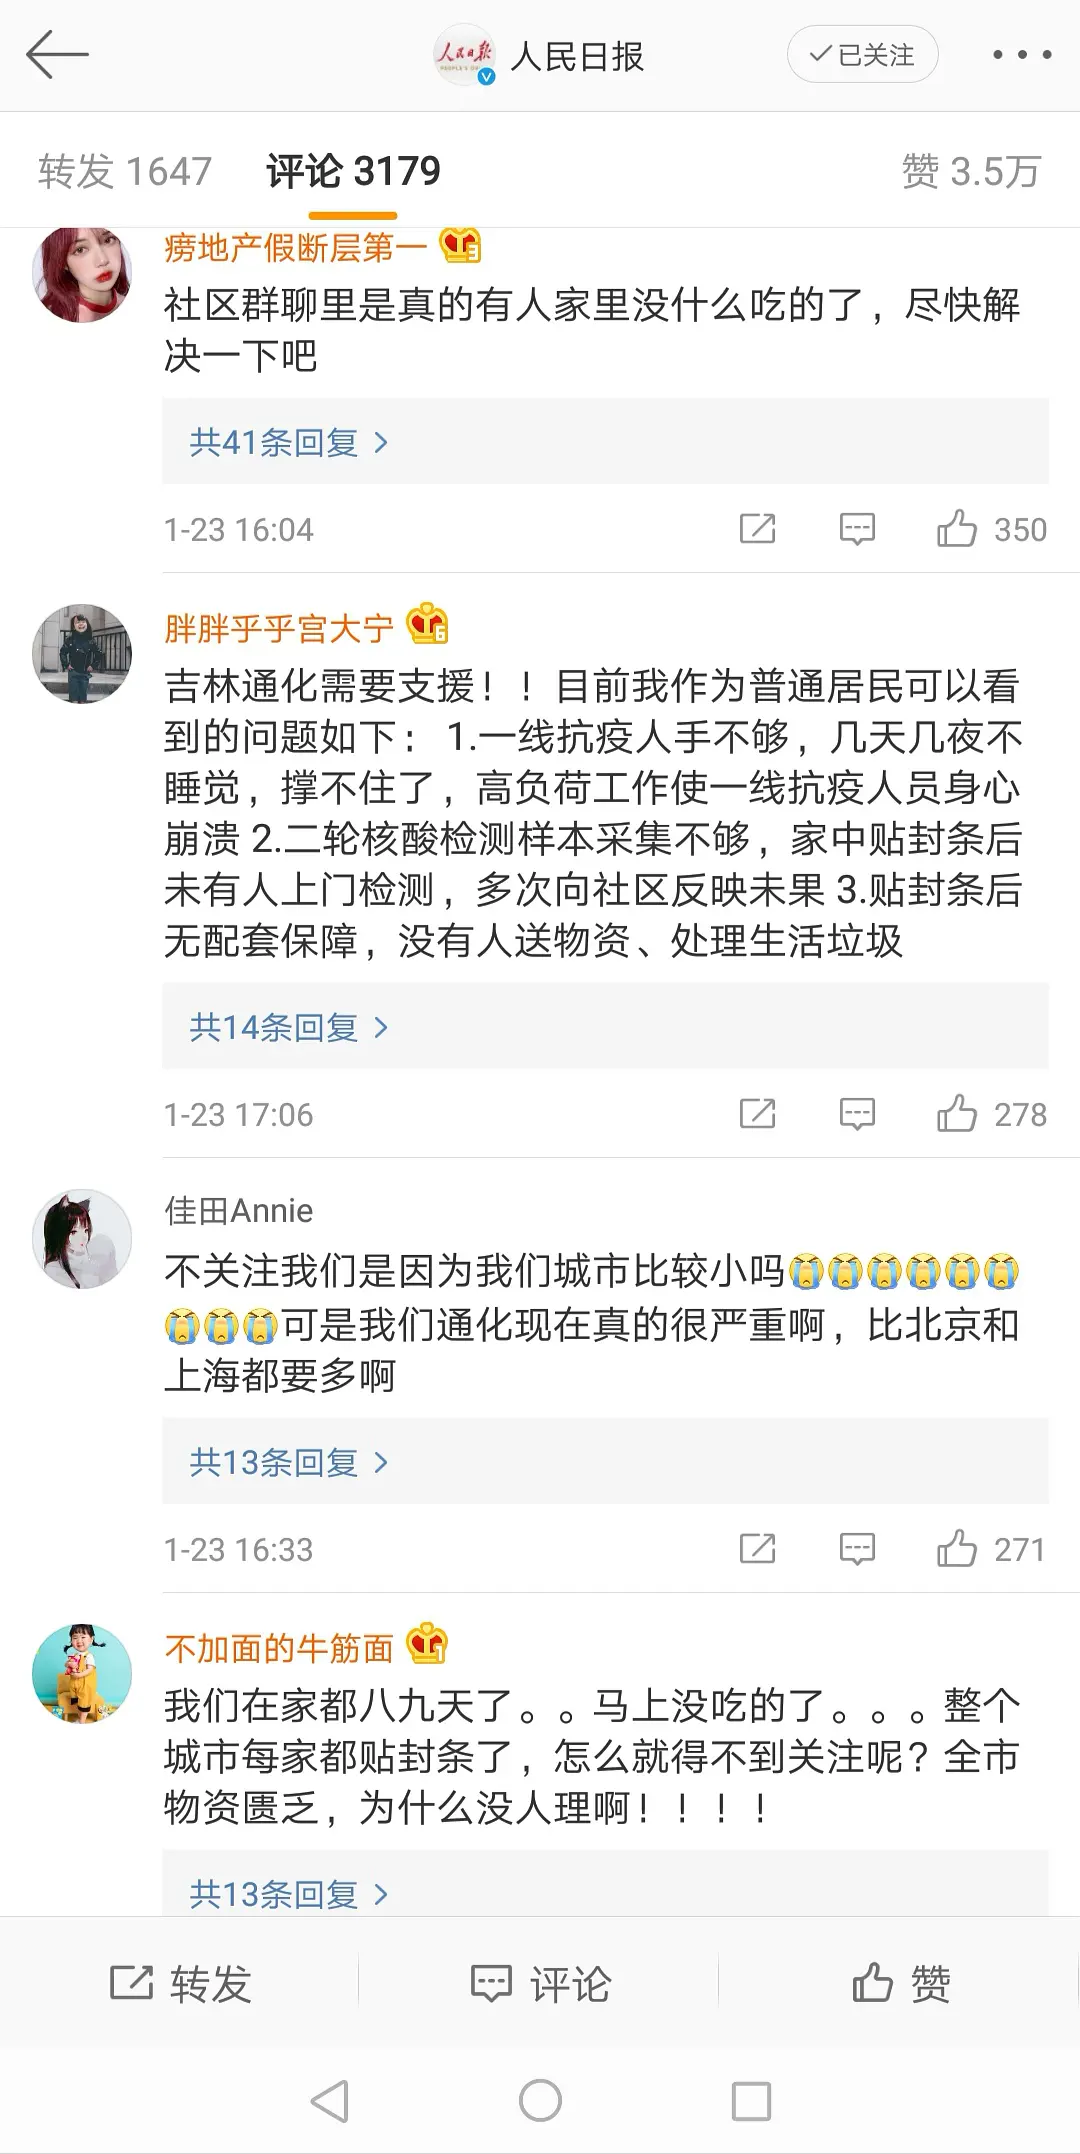 人民日报
已关注
转发 1647
评论 3179
赞 3.5万
痨地产假断层第一
社区群聊里是真的有人家里没什么吃的了，尽快解
决一下吧
共41条回复
1-23 16:04
350
胖胖乎乎宫大宁
6
吉林通化需要支援！！目前我作为普通居民可以看
到的问题如下： 1.一线抗疫人手不够，几天几夜不
睡觉，撑不住了，高负荷工作使一线抗疫人员身心
崩溃 2.二轮核酸检测样本采集不够，家中贴封条后
未有人上门检测，多次向社区反映未果 3.贴封条后
无配套保障，没有人送物资、处理生活垃圾
共14条回复
1-23 17:06
278
佳田Annie
不关注我们是因为我们城市比较小吗😭😭😭😭😭😭
😭😭😭可是我们通化现在真的很严重啊，比北京和
上海都要多啊
共13条回复
1-23 16:33
271
不加面的牛筋面
1
我们在家都八九天了。。马上没吃的了。。。整个
城市每家都贴封条了，怎么就得不到关注呢？全市
物资匮乏，为什么没人理啊！！！！
共13条回复
转发
评论
赞